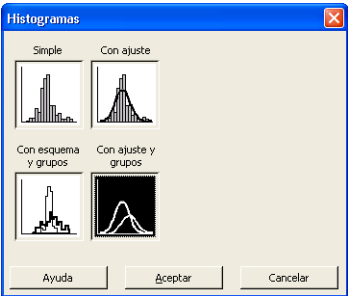 Histogramas
Simple
Con ajuste
Con esquema
y grupos
Con ajuste y
grupos
Ayuda
Aceptar
Cancelar